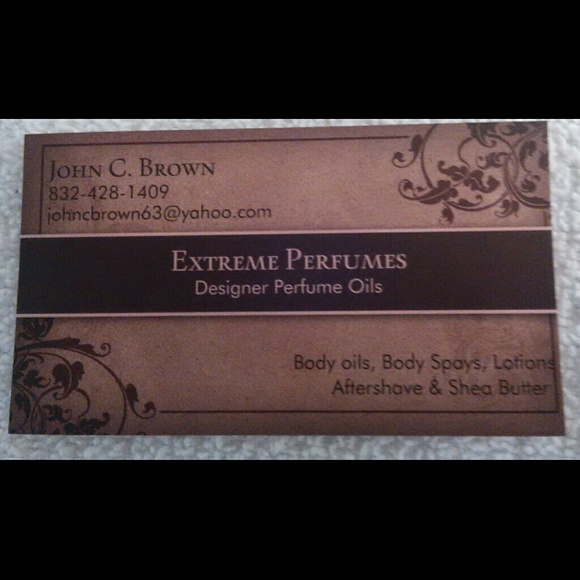 John C. Brown
832-428-1409
johncbrown63@yahoo.com
Extreme Perfumes
Designer Perfume Oils
Body oils, Body Spays, Lotions
Aftershave & Shea Butter